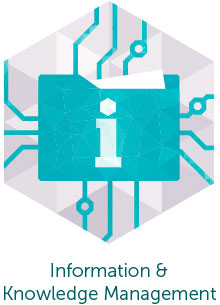 i
Information &
Knowledge Management